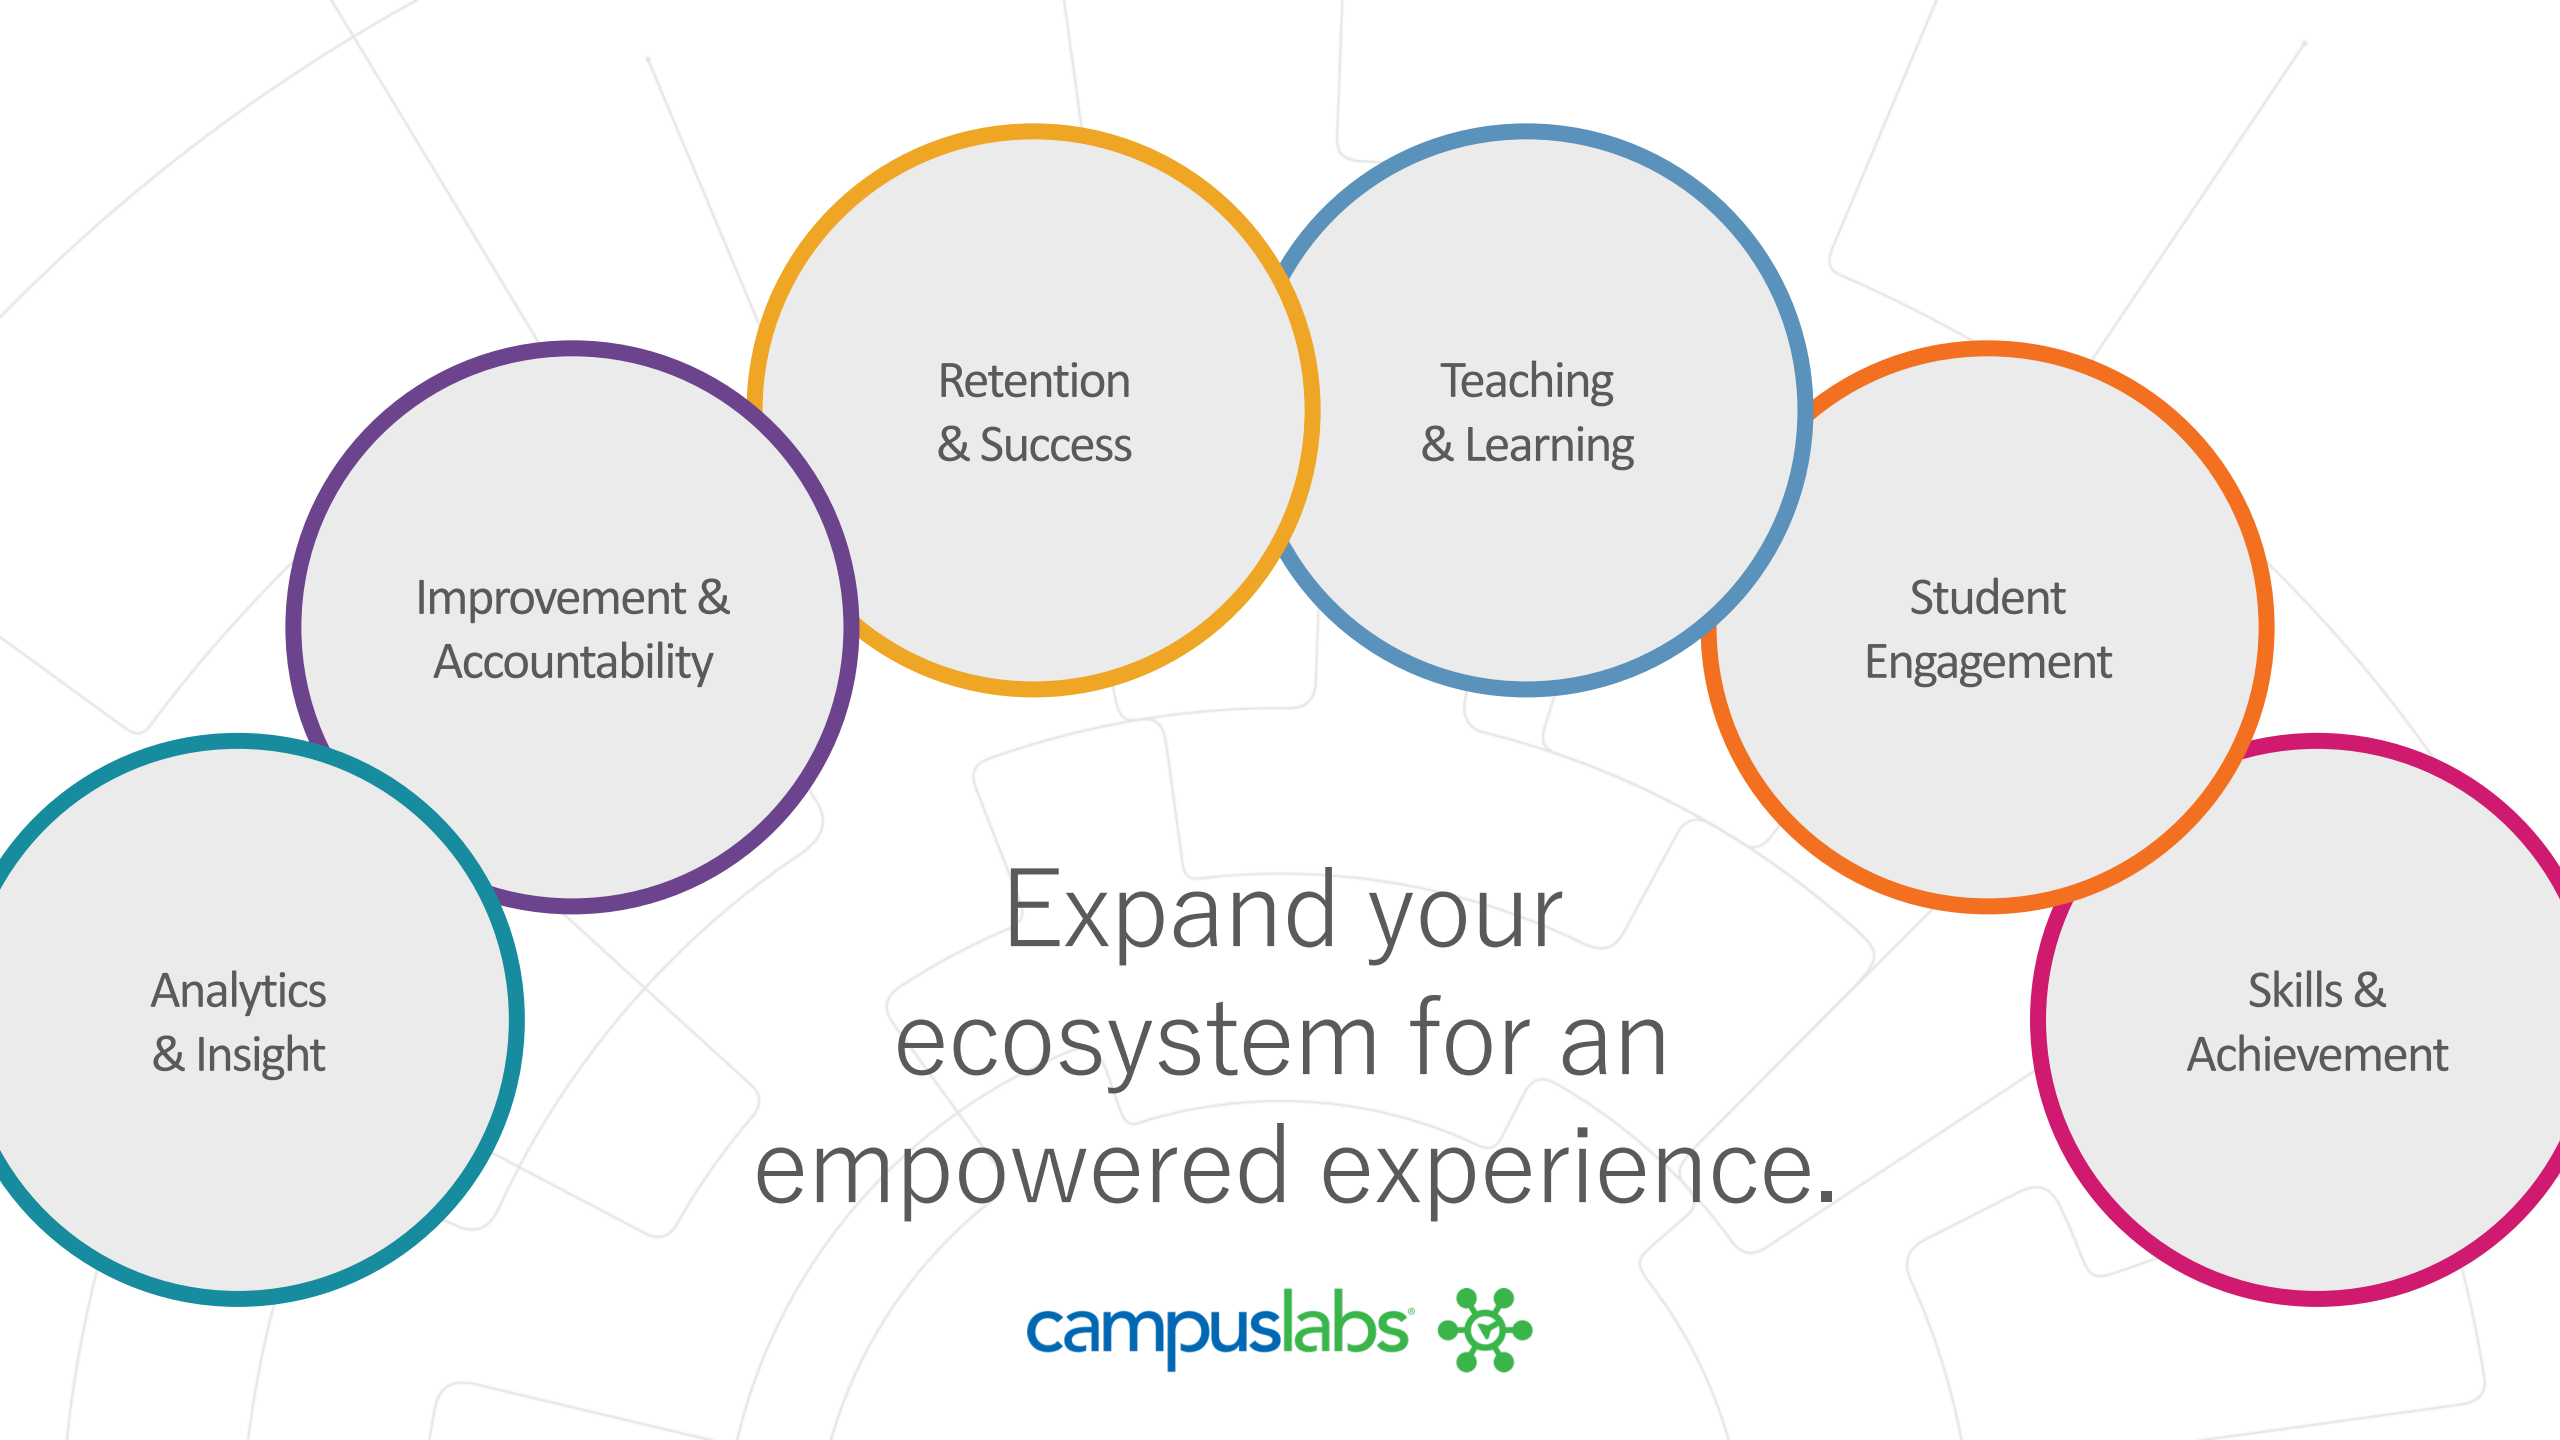 Retention
& Success
Teaching
& Learning
Improvement &
Accountability
Student
Engagement
Analytics
& Insight
Skills &
Achievement
Expand your
ecosystem for an
empowered experience.
campuslabs®